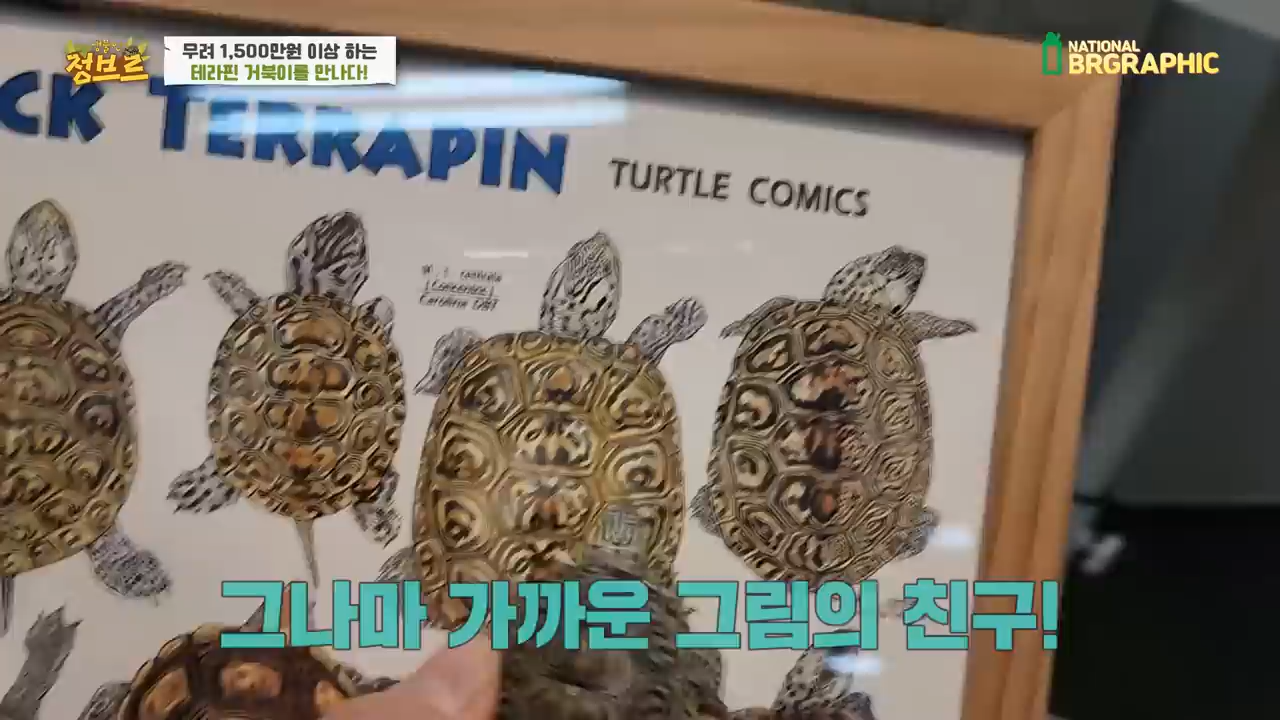 정브르
무려 1,500만원 이상 하는
테라핀 거북이를 만나다!
NATIONAL
BRGRAPHIC
CK TERRAPIN
TURTLE COMICS
Carolina
그나마 가까운 그림의 친구!